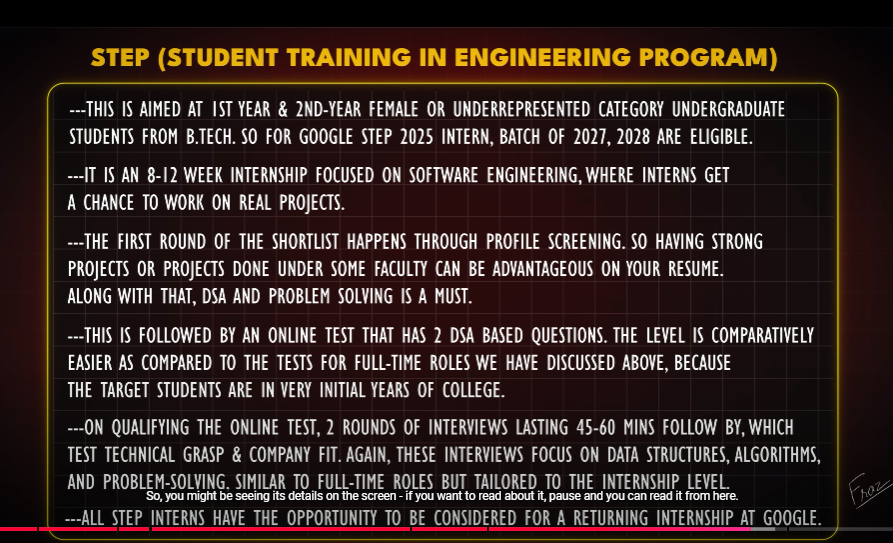 STEP (STUDENT TRAINING IN ENGINEERING PROGRAM)
---THIS IS AIMED AT 1ST YEAR & 2ND-YEAR FEMALE OR UNDERREPRESENTED CATEGORY UNDERGRADUATE
STUDENTS FROM B.TECH. SO FOR GOOGLE STEP 2025 INTERN, BATCH OF 2027, 2028 ARE ELIGIBLE.
---IT IS AN 8-12 WEEK INTERNSHIP FOCUSED ON SOFTWARE ENGINEERING, WHERE INTERNS GET
A CHANCE TO WORK ON REAL PROJECTS.
---THE FIRST ROUND OF THE SHORTLIST HAPPENS THROUGH PROFILE SCREENING. SO HAVING STRONG
PROJECTS OR PROJECTS DONE UNDER SOME FACULTY CAN BE ADVANTAGEOUS ON YOUR RESUME.
ALONG WITH THAT, DSA AND PROBLEM SOLVING IS A MUST.
---THIS IS FOLLOWED BY AN ONLINE TEST THAT HAS 2 DSA BASED QUESTIONS. THE LEVEL IS COMPARATIVELY
EASIER AS COMPARED TO THE TESTS FOR FULL-TIME ROLES WE HAVE DISCUSSED ABOVE, BECAUSE
THE TARGET STUDENTS ARE IN VERY INITIAL YEARS OF COLLEGE.
---ON QUALIFYING THE ONLINE TEST, 2 ROUNDS OF INTERVIEWS LASTING 45-60 MINS FOLLOW BY, WHICH
TEST TECHNICAL GRASP & COMPANY FIT. AGAIN, THESE INTERVIEWS FOCUS ON DATA STRUCTURES, ALGORITHMS,
AND PROBLEM-SOLVING. SIMILAR TO FULL-TIME ROLES BUT TAILORED TO THE INTERNSHIP LEVEL.
So, you might be seeing its details on the screen - if you want to read about it, pause and you can read it from here.
Fraz
---ALL STEP INTERNS HAVE THE OPPORTUNITY TO BE CONSIDERED FOR A RETURNING INTERNSHIP AT GOOGLE.